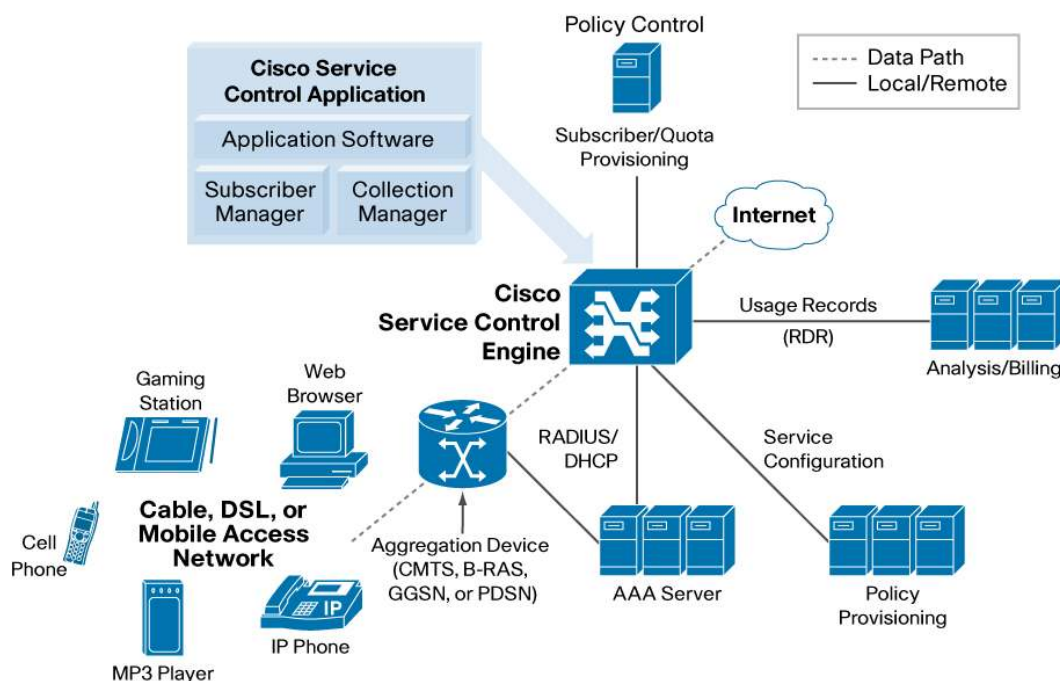 Policy Control
Data Path
Local/Remote
Cisco Service
Control Application
Application Software
Subscriber
Manager
Collection
Manager
Subscriber/Quota
Provisioning
Internet
Cisco
Service Control
Engine
Usage Records
(RDR)
Analysis/Billing
Gaming
Station
Web
Browser
RADIUS/
DHCP
Service
Configuration
Cell
Phone
Cable, DSL, or
Mobile Access
Network
Aggregation Device
(CMTS, B-RAS,
GGSN, or PDSN)
AAA Server
Policy
Provisioning
IP
IP Phone
MP3 Player